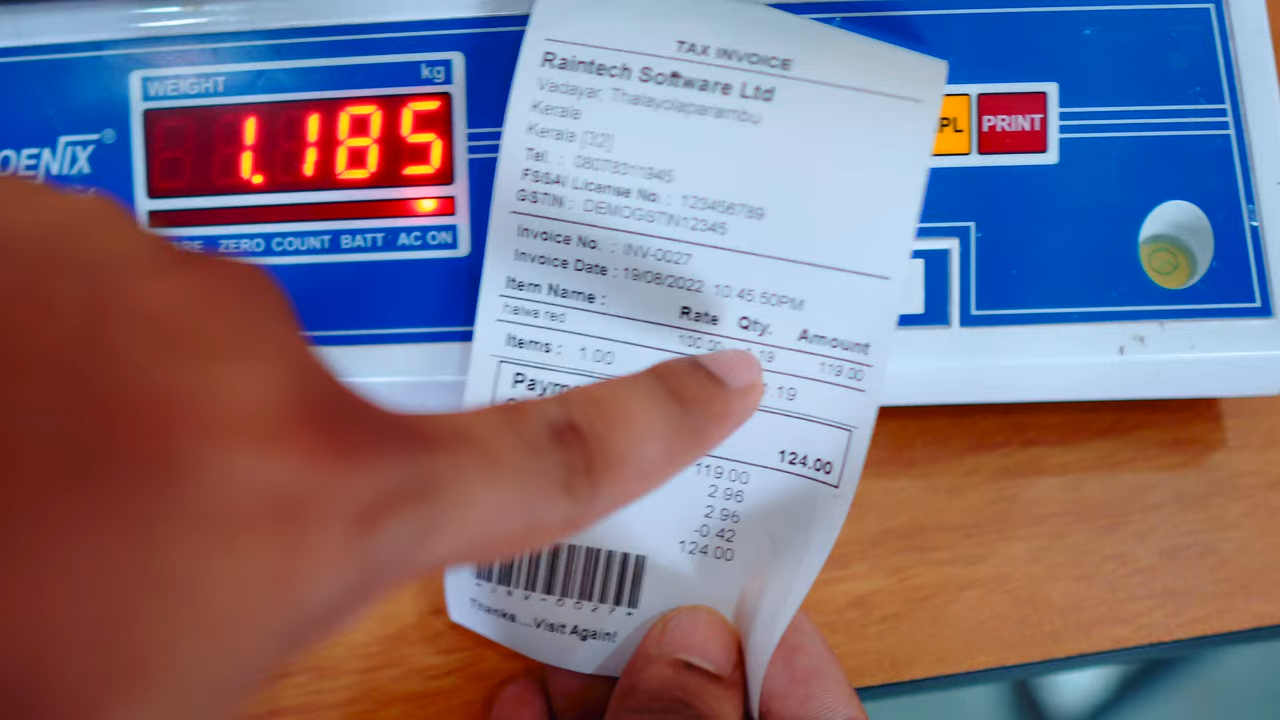 WEIGHT kg
1.185
ZERO COUNT BATT AC ON
PRINT
TAX INVOICE
Raintech Software Ltd
Vadayar, Thalayolaparambu
Kerala
Kerala [32]
Tel. :
FSSAI License No. : 123456789
GSTIN : DEMOGSTIN12345
Invoice No. : INV-0027
Invoice Date : 19/08/2022 10:45:50PM
Item Name : Rate Qty. Amount
halwa red 100.00 119.00
Items : 1.00
124.00
119.00
2.96
2.96
-0.42
124.00
Thanks....Visit Again!